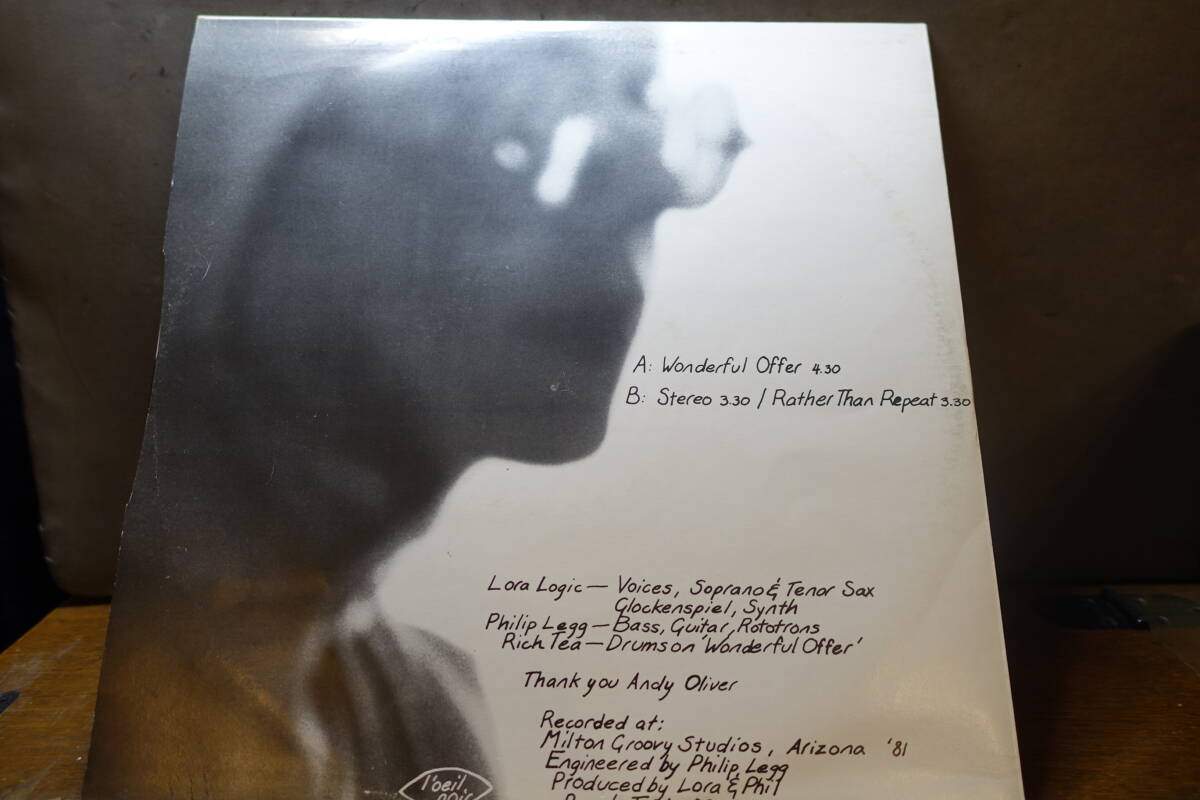 A: Wonderful Offer 4.30
B: Stereo 3.30 / Rather Than Repeat 3.30
Lora Logic — Voices, Soprano & Tenor Sax
Glockenspiel, Synth
Philip Legg — Bass, Guitar, Rototrons
Rich Tea — Drums on 'Wonderful Offer'
Thank you Andy Oliver
Recorded at:
Milton Groovy Studios, Arizona '81
Engineered by Philip Legg
Produced by Lora & Phil
l'oeil
noir